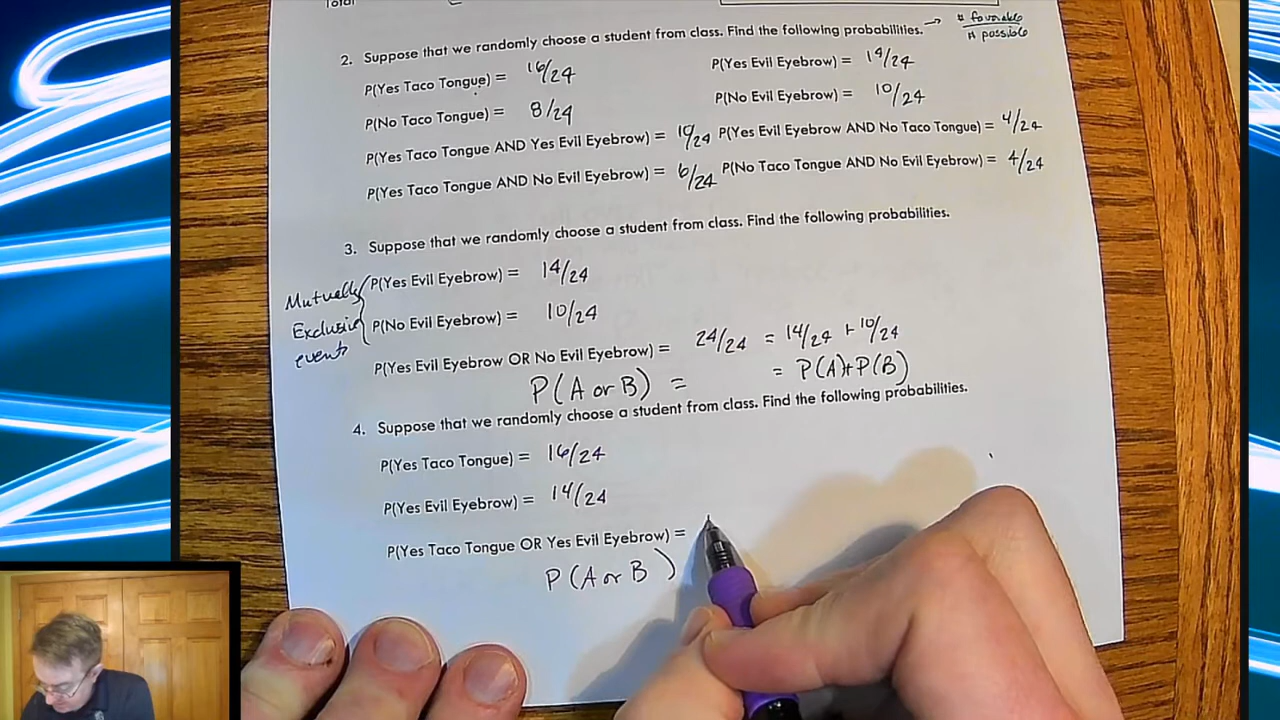 Total
2. Suppose that we randomly choose a student from class. Find the following probabilities. → # favorable
# possible
P(Yes Taco Tongue) = 16/24 P(Yes Evil Eyebrow) = 14/24
P(No Taco Tongue) = 8/24 P(No Evil Eyebrow) = 10/24
P(Yes Taco Tongue AND Yes Evil Eyebrow) = 10/24 P(Yes Evil Eyebrow AND No Taco Tongue) = 4/24
P(Yes Taco Tongue AND No Evil Eyebrow) = 6/24 P(No Taco Tongue AND No Evil Eyebrow) = 4/24
3. Suppose that we randomly choose a student from class. Find the following probabilities.
Mutually P(Yes Evil Eyebrow) = 14/24
Exclusive P(No Evil Eyebrow) = 10/24
events P(Yes Evil Eyebrow OR No Evil Eyebrow) = 24/24 = 14/24 + 10/24
P(A or B) = = P(A)+P(B)
4. Suppose that we randomly choose a student from class. Find the following probabilities.
P(Yes Taco Tongue) = 16/24
P(Yes Evil Eyebrow) = 14/24
P(Yes Taco Tongue OR Yes Evil Eyebrow) =
P(A or B)